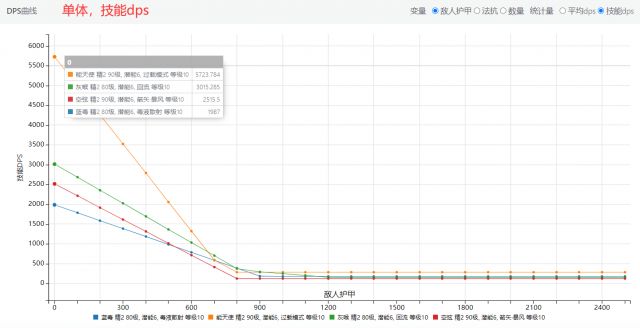 DPS曲线
单体，技能dps
变量 敌人护甲 法抗 数量 统计量 平均dps 技能dps
6000
5500
5000
4500
4000
3500
3000
2500
2000
1500
1000
500
0
技能DPS
0
能天使 精2 90级, 潜能6, 过载模式 等级10 5723.784
灰喉 精2 80级, 潜能6, 回流 等级10 3015.285
空弦 精2 90级, 潜能6, 箭矢·暴风 等级10 2515.5
蓝毒 精2 80级, 潜能6, 毒液散射 等级10 1987
0 300 600 900 1200 1500 1800 2100 2400
敌人护甲
蓝毒 精2 80级, 潜能6, 毒液散射 等级10 能天使 精2 90级, 潜能6, 过载模式 等级10 灰喉 精2 80级, 潜能6, 回流 等级10 空弦 精2 90级, 潜能6, 箭矢·暴风 等级10